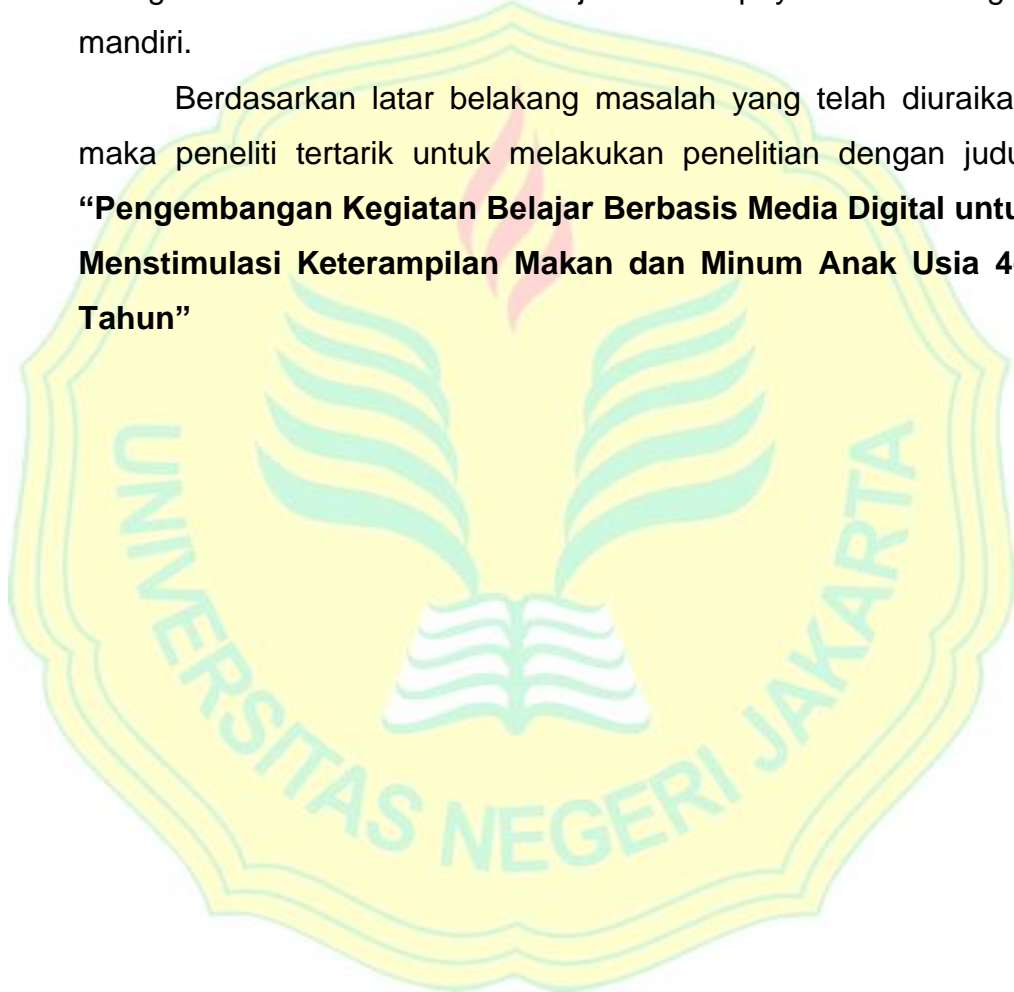 mandiri.
Berdasarkan latar belakang masalah yang telah diuraika
maka peneliti tertarik untuk melakukan penelitian dengan judu
“Pengembangan Kegiatan Belajar Berbasis Media Digital untu
Menstimulasi Keterampilan Makan dan Minum Anak Usia 4
Tahun”
UNIVERSITAS NEGERI JAKARTA